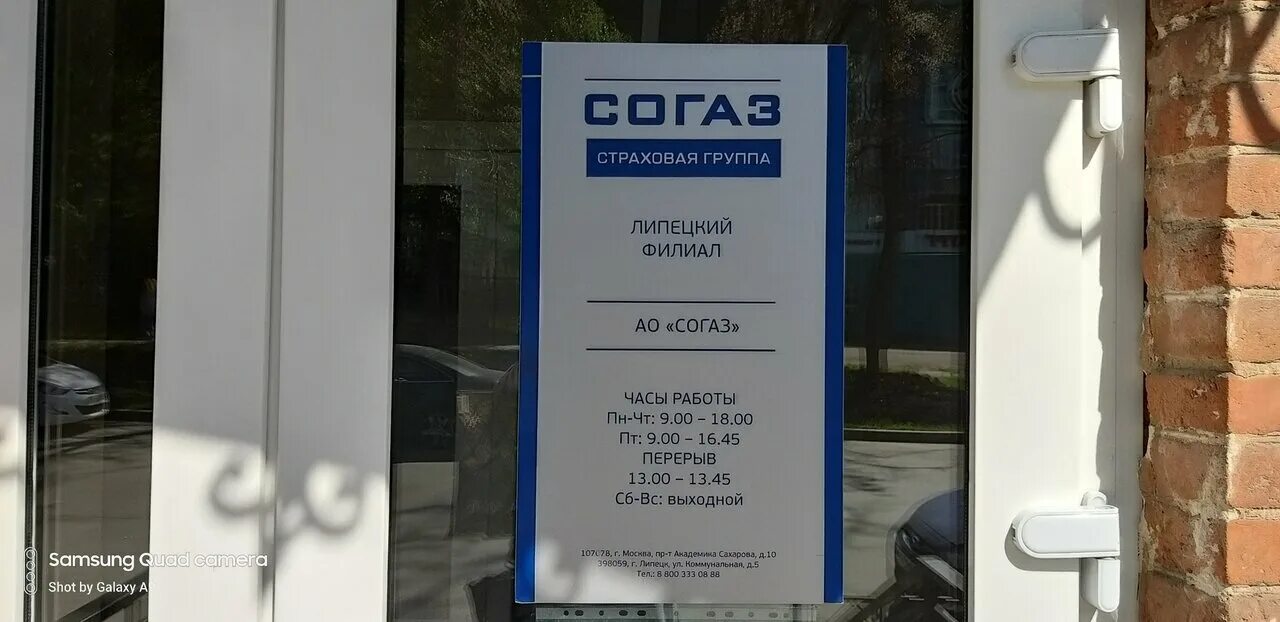 СОГАЗ
СТРАХОВАЯ ГРУППА
ЛИПЕЦКИЙ
ФИЛИАЛ
АО «СОГАЗ»
ЧАСЫ РАБОТЫ
Пн-Чт: 9.00 – 18.00
Пт: 9.00 – 16.45
ПЕРЕРЫВ
13.00 – 13.45
Сб-Вс: выходной
107078, г. Москва, пр-т Академика Сахарова, д.10
398059, г. Липецк, ул. Коммунальная, д.5
Тел.: 8 800 333 08 88
Samsung Quad camera
Shot by Galaxy A